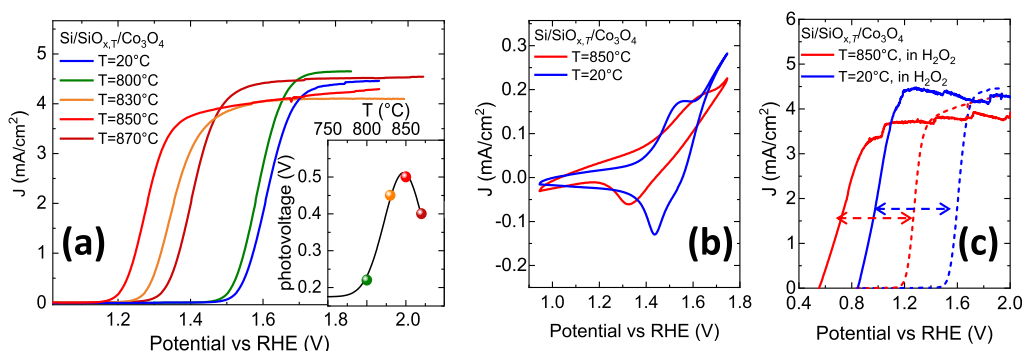 Si/SiOx,T/Co3O4
T=20°C
T=800°C
T=830°C
T=850°C
T=870°C
J (mA/cm²)
5
4
3
2
1
0
1.2
1.4
1.6
1.8
2.0
Potential vs RHE (V)
(a)
T (°C)
750
800
850
photovoltage (V)
0.5
0.4
0.3
0.2
Si/SiOx,T/Co3O4
T=850°C
T=20°C
J (mA/cm²)
0.3
0.2
0.1
0.0
-0.1
-0.2
1.0
1.2
1.4
1.6
1.8
Potential vs RHE (V)
(b)
Si/SiOx,T/Co3O4
T=850°C, in H2O2
T=20°C, in H2O2
J (mA/cm²)
6
5
4
3
2
1
0
0.4
0.8
1.2
1.6
2.0
Potential vs RHE (V)
(c)